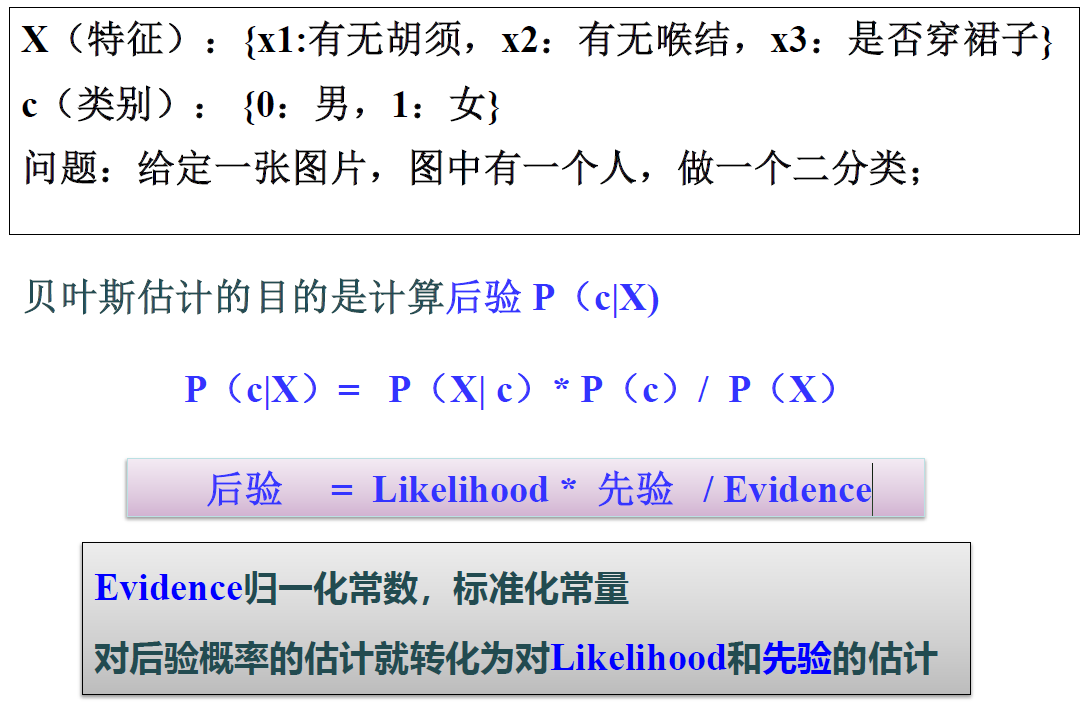 X（特征）：{x1:有无胡须，x2：有无喉结，x3：是否穿裙子}
c（类别）： {0：男，1：女}
问题：给定一张图片，图中有一个人，做一个二分类；
贝叶斯估计的目的是计算后验 P（c|X)
P（c|X）= P（X| c）* P（c）/ P（X）
后验 = Likelihood * 先验 / Evidence
Evidence归一化常数，标准化常量
对后验概率的估计就转化为对Likelihood和先验的估计